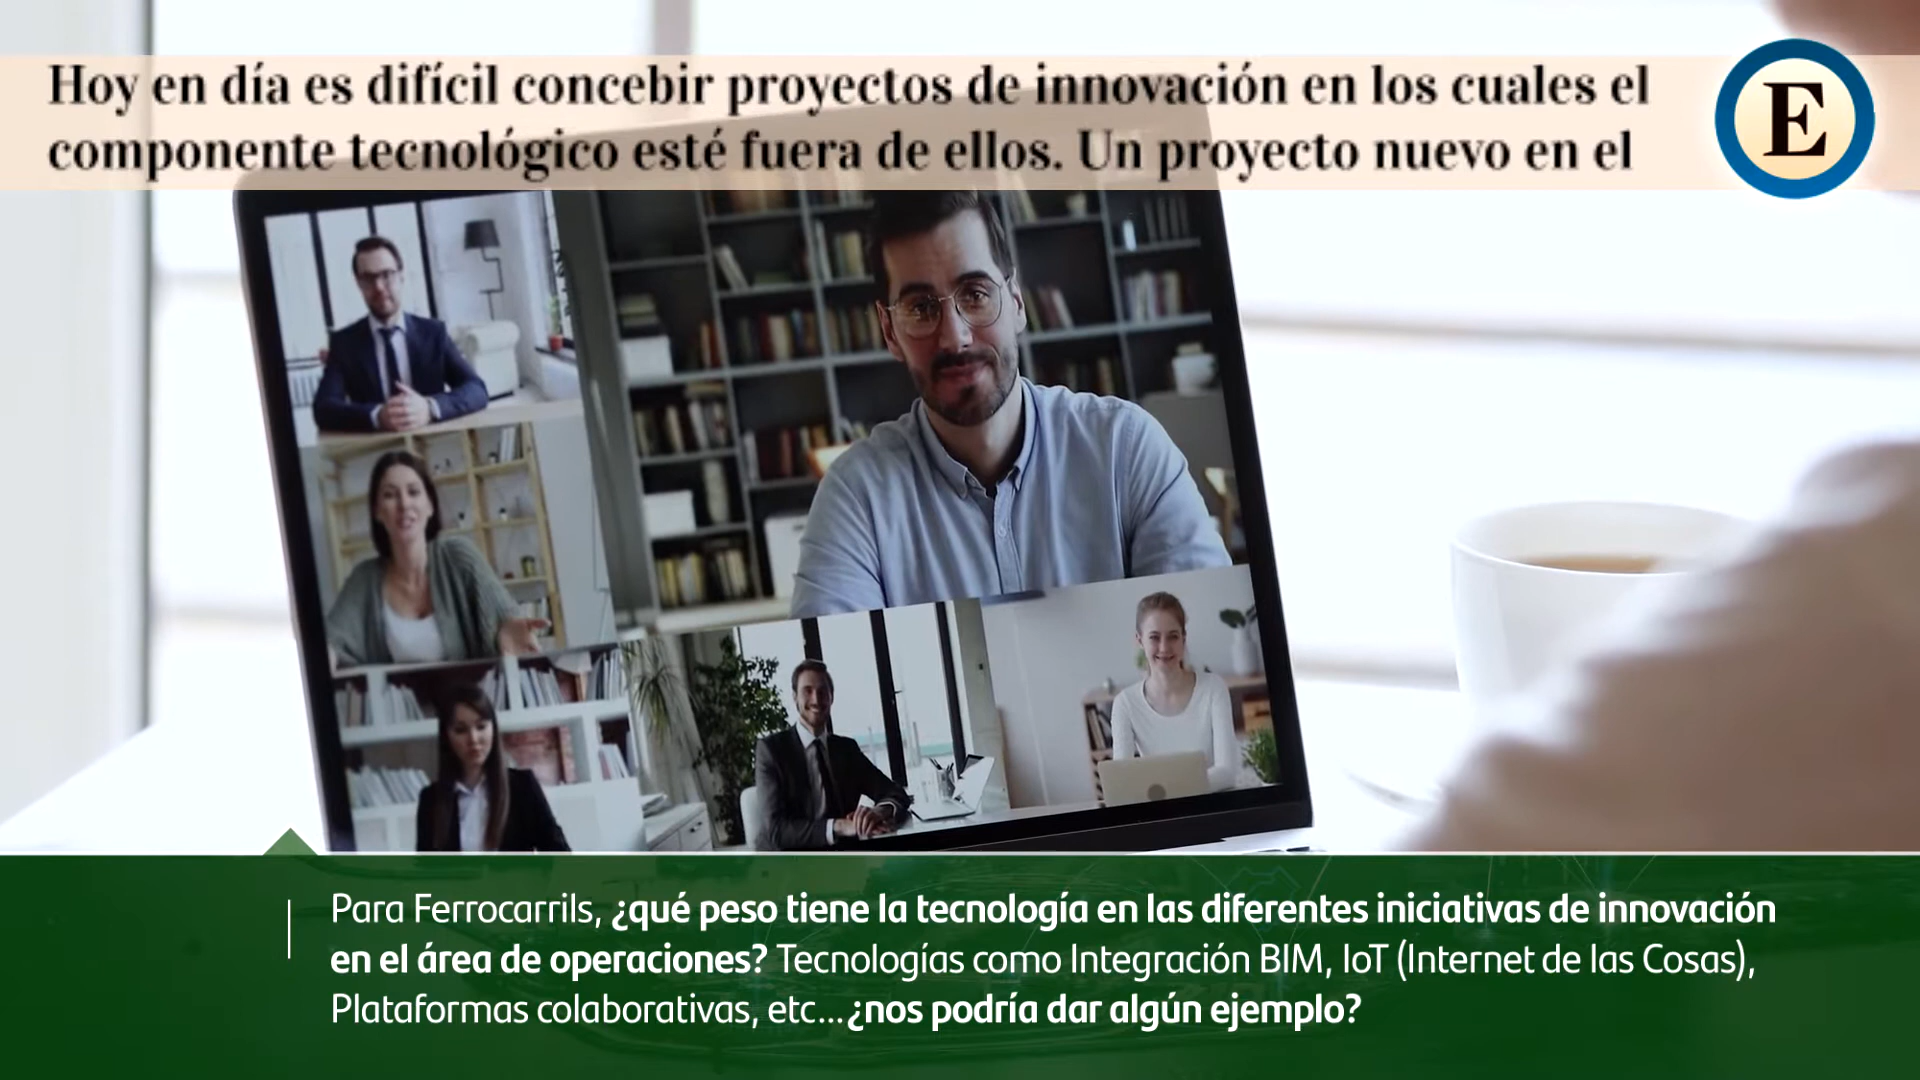 Hoy en día es difícil concebir proyectos de innovación en los cuales el
componente tecnológico esté fuera de ellos. Un proyecto nuevo en el
E
Para Ferrocarrils, ¿qué peso tiene la tecnología en las diferentes iniciativas de innovación
en el área de operaciones? Tecnologías como Integración BIM, IoT (Internet de las Cosas),
Plataformas colaborativas, etc...¿nos podría dar algún ejemplo?